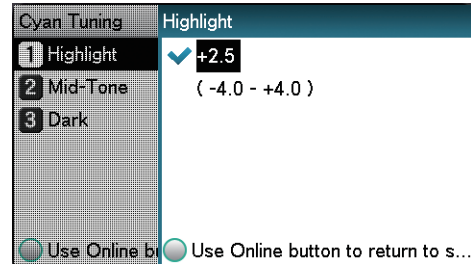 Cyan Tuning
1 Highlight
2 Mid-Tone
3 Dark
Use Online b
Highlight
+2.5
( -4.0 - +4.0 )
Use Online button to return to s...